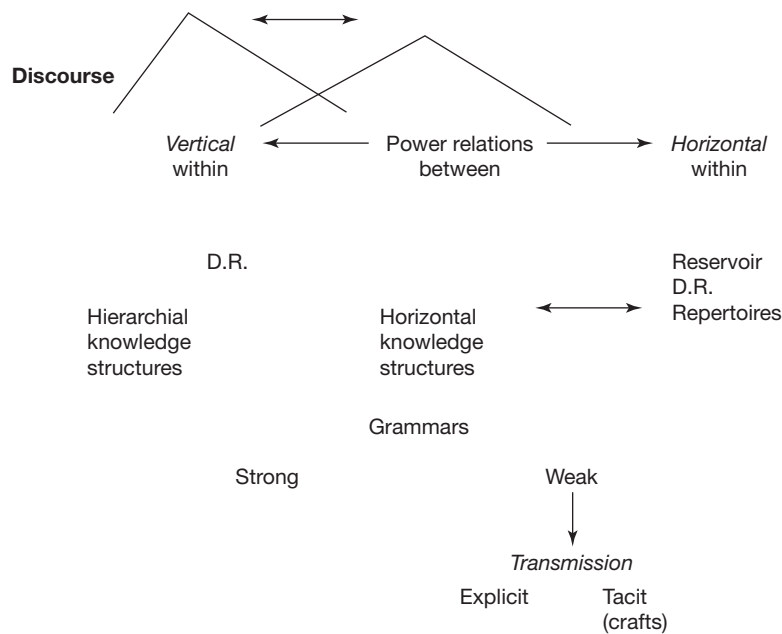 Discourse
Vertical
within
Power relations
between
Horizontal
within
D.R.
Reservoir
D.R.
Repertoires
Hierarchial
knowledge
structures
Horizontal
knowledge
structures
Grammars
Strong
Weak
Transmission
Explicit
Tacit
(crafts)